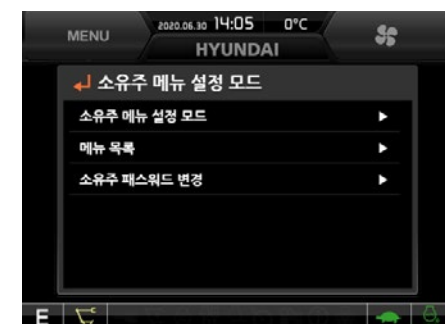 MENU
2020.06.30 14:05 0°C
HYUNDAI
소유주 메뉴 설정 모드
소유주 메뉴 설정 모드
메뉴 목록
소유주 패스워드 변경
E